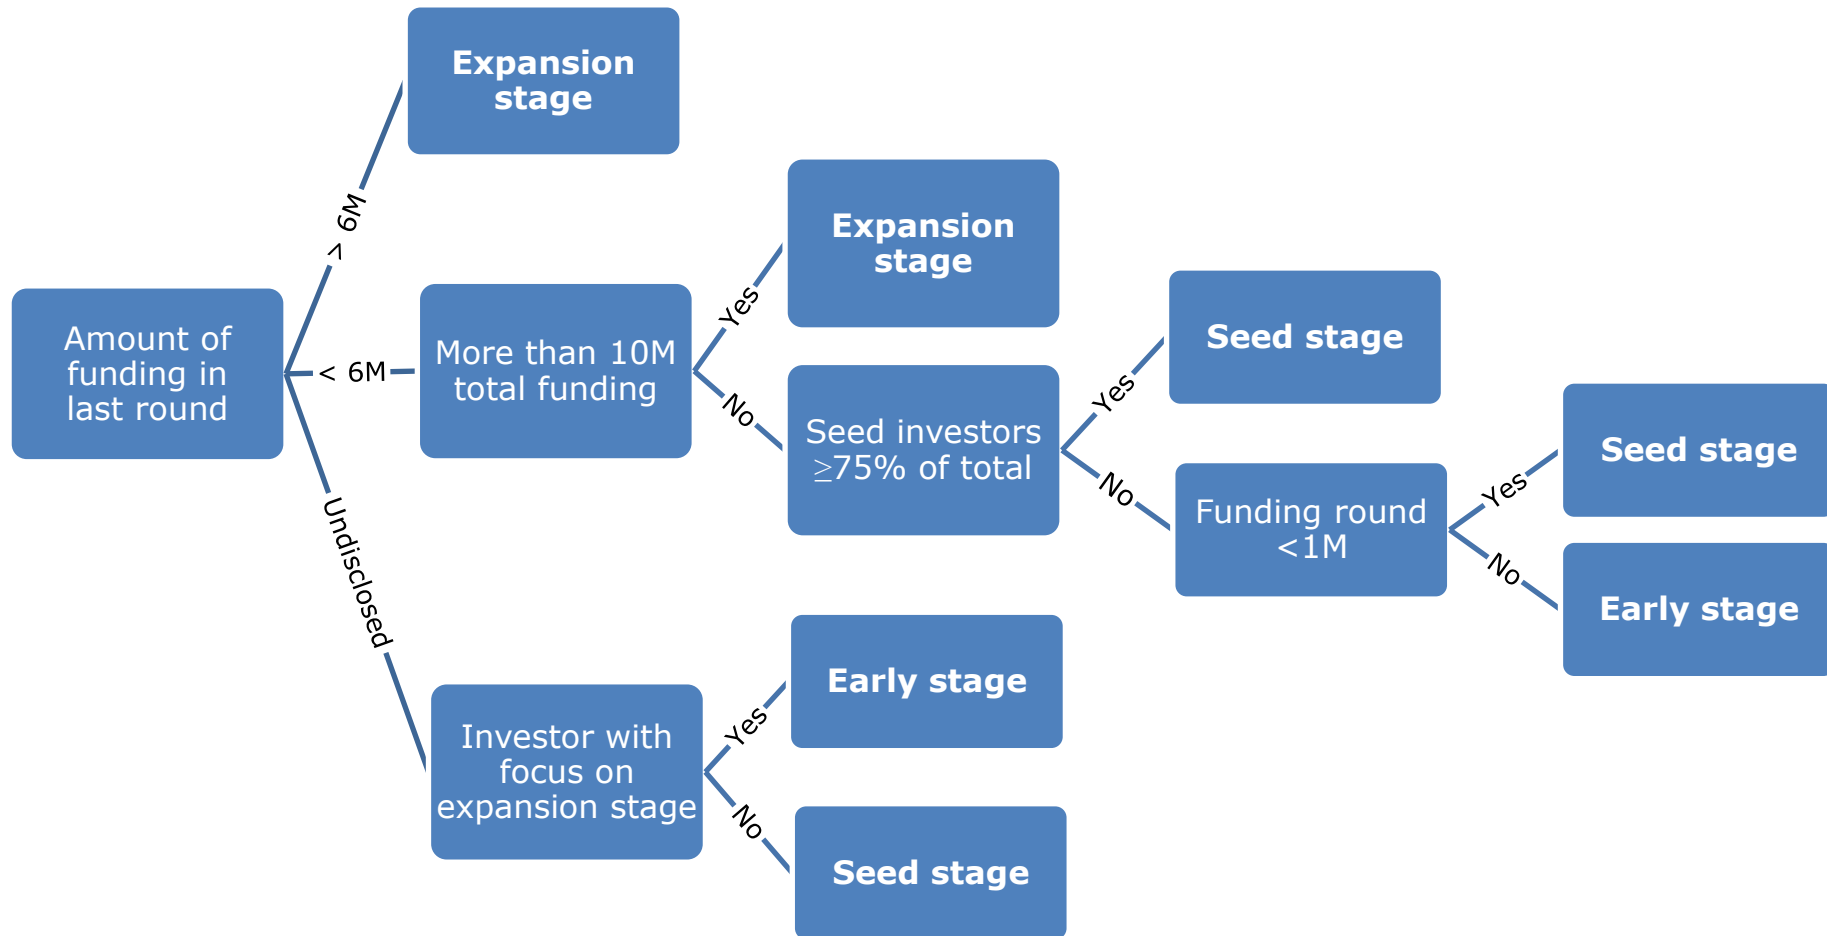 Expansion
stage
> 6M
Expansion
stage
Yes
Seed stage
Amount of
funding in
last round
< 6M
More than 10M
total funding
No
Seed investors
≥75% of total
Yes
No
Seed stage
Yes
Funding round
<1M
No
Early stage
Undisclosed
Investor with
focus on
expansion stage
Yes
Early stage
No
Seed stage